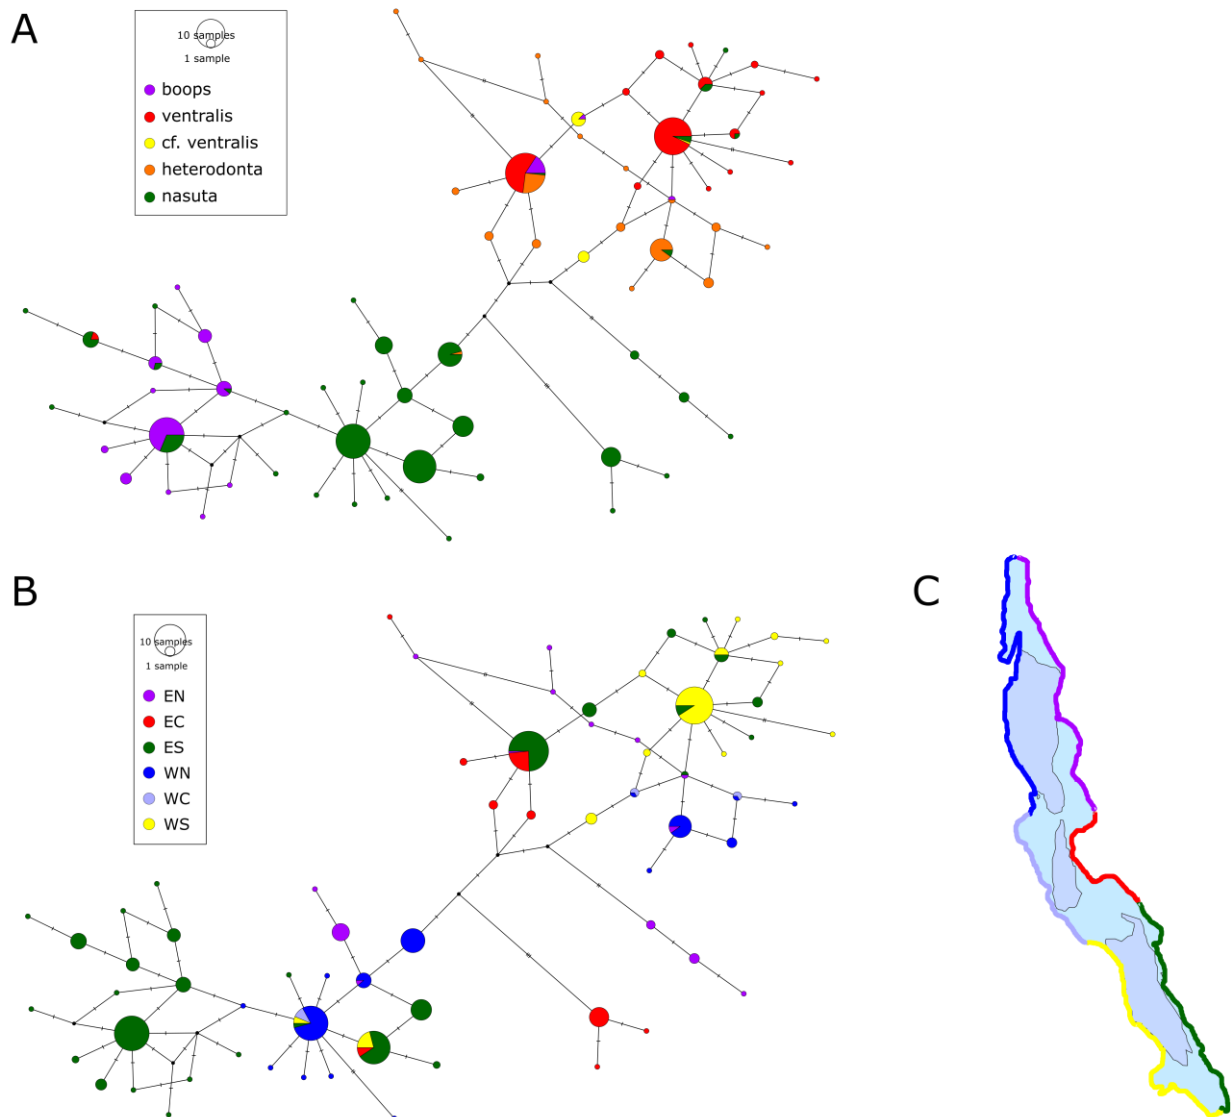 A
10 samples
1 sample
boops
ventralis
cf. ventralis
heterodonta
nasuta
B
10 samples
1 sample
EN
EC
ES
WN
WC
WS
C